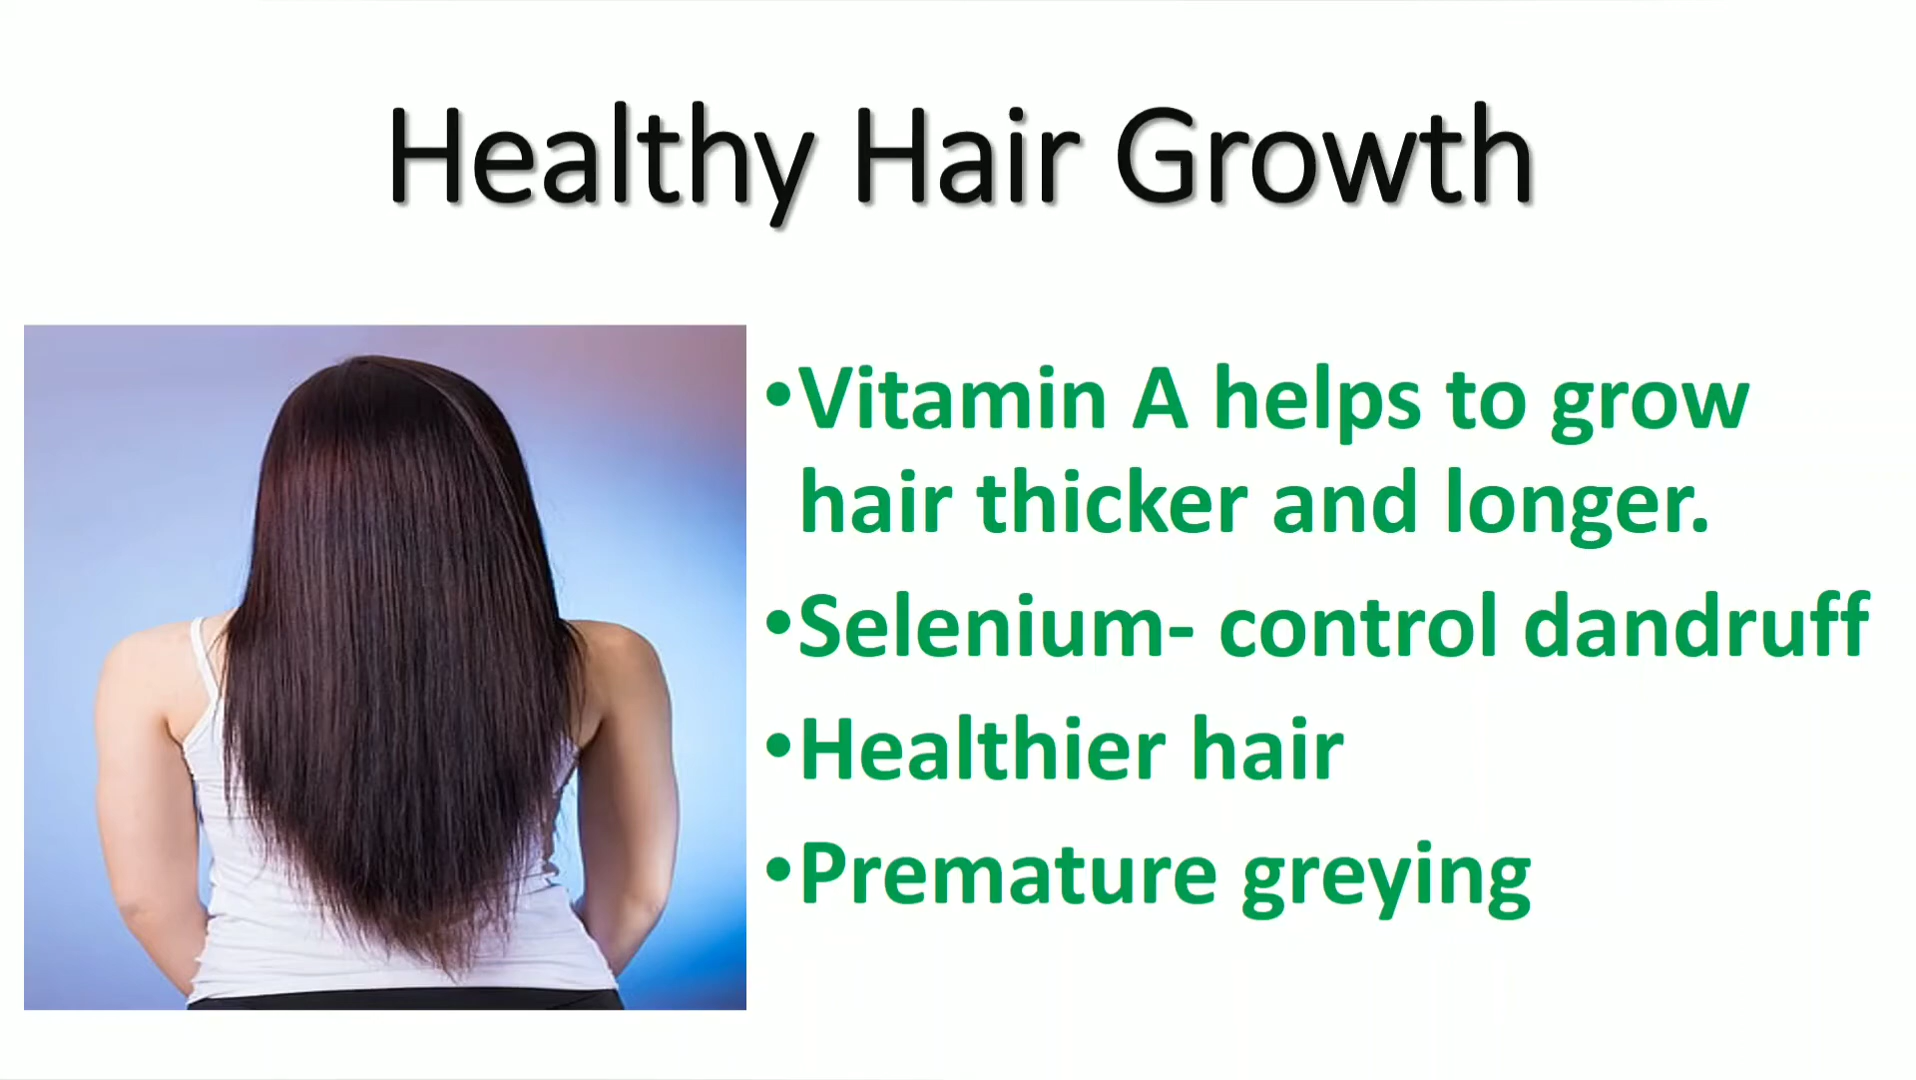 Healthy Hair Growth
•Vitamin A helps to grow
hair thicker and longer.
•Selenium- control dandruff
•Healthier hair
•Premature greying